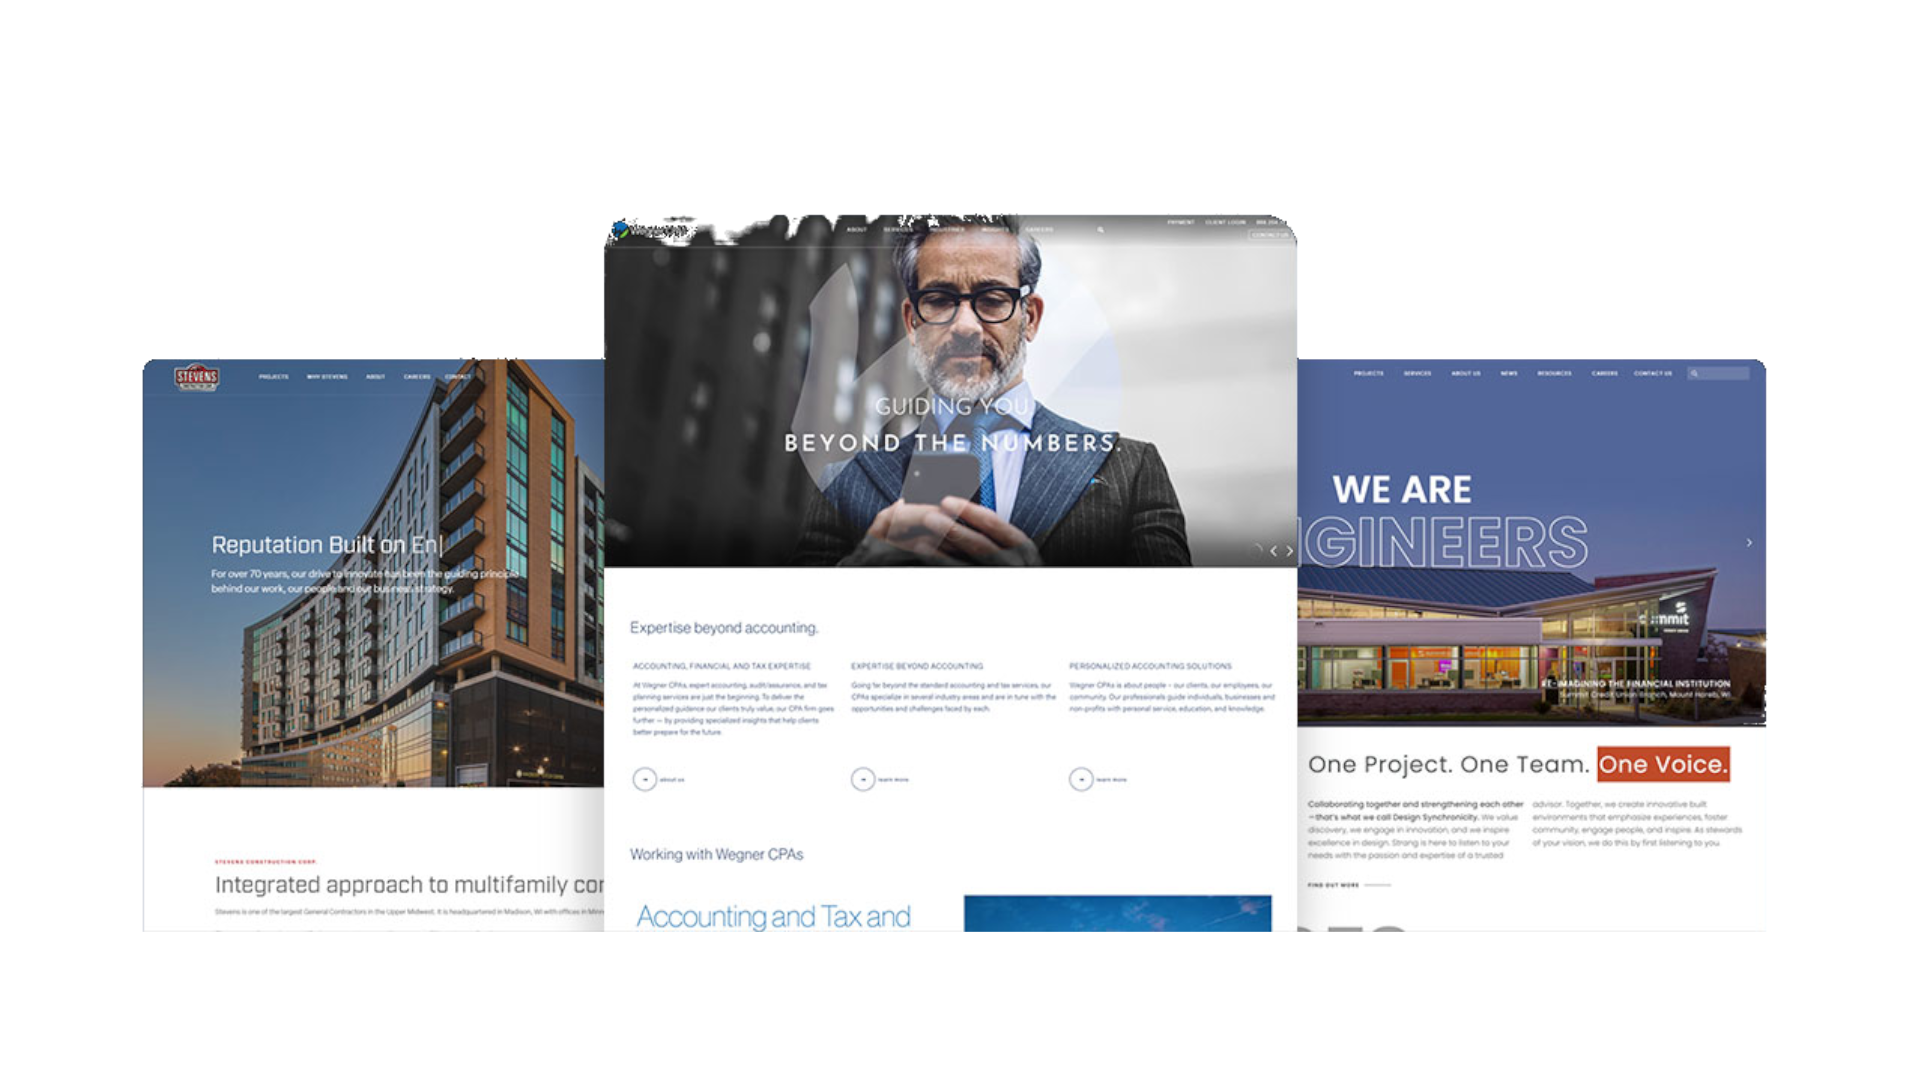 STEVENS
PROJECTS WHY STEVENS ABOUT CAREERS CONTACT
Reputation Built on En|
For over 70 years, our drive to innovate has been the guiding principle
behind our work, our people and our business strategy.
STEVENS CONSTRUCTION CORP.
Integrated approach to multifamily cor
Stevens is one of the largest General Contractors in the Upper Midwest. It is headquartered in Madison, WI with offices in Minn
PAYMENT CLIENT LOGIN
CONTACT US
ABOUT SERVICES INDUSTRIES INSIGHTS CAREERS
GUIDING YOU
BEYOND THE NUMBERS.
Expertise beyond accounting.
ACCOUNTING, FINANCIAL AND TAX EXPERTISE
At Wegner CPAs, expert accounting, audit/assurance, and tax
planning services are just the beginning. To deliver the
personalized guidance our clients truly value, our CPA firm goes
further — by providing specialized insights that help clients
better prepare for the future.
about us
EXPERTISE BEYOND ACCOUNTING
Going far beyond the standard accounting and tax services, our
CPAs specialize in several industry areas and are in tune with the
opportunities and challenges faced by each.
learn more
PERSONALIZED ACCOUNTING SOLUTIONS
Wegner CPAs is about people – our clients, our employees, our
community. Our professionals guide individuals, businesses and
non-profits with personal service, education, and knowledge.
learn more
Working with Wegner CPAs
Accounting and Tax and
PROJECTS SERVICES ABOUT US NEWS RESOURCES CAREERS CONTACT US
WE ARE
GINEERS
summit
RE-IMAGINING THE FINANCIAL INSTITUTION
Summit Credit Union Branch, Mount Horeb, WI
One Project. One Team. One Voice.
Collaborating together and strengthening each other
—that's what we call Design Synchronicity. We value
discovery, we engage in innovation, and we inspire
excellence in design. Strang is here to listen to your
needs with the passion and expertise of a trusted
advisor. Together, we create innovative built
environments that emphasize experiences, foster
community, engage people, and inspire. As stewards
of your vision, we do this by first listening to you.
FIND OUT MORE